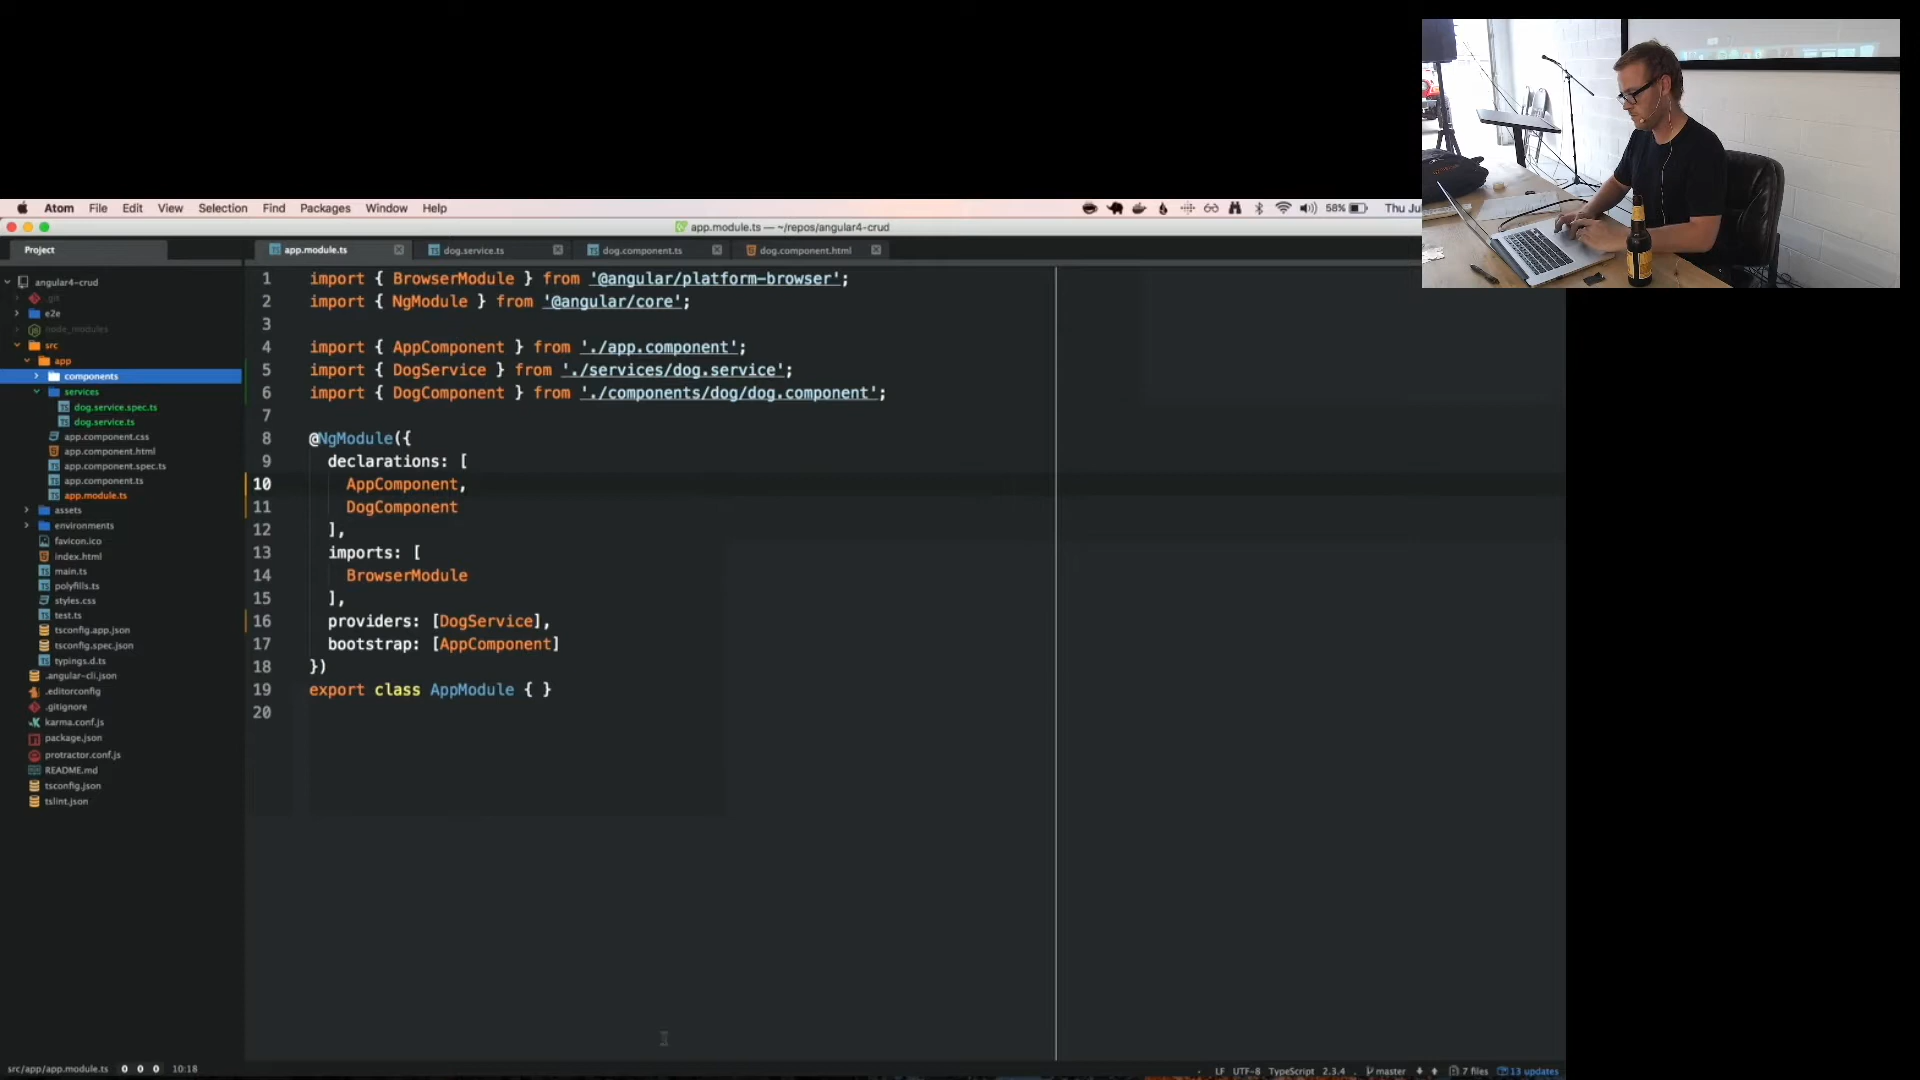 Atom File Edit View Selection Find Packages Window Help 58% Thu Jul
app.module.ts — ~/repos/angular4-crud
Project app.module.ts dog.service.ts dog.component.ts dog.component.html
angular4-crud
.git
e2e
node_modules
src
app
components
services
dog.service.spec.ts
dog.service.ts
app.component.css
app.component.html
app.component.spec.ts
app.component.ts
app.module.ts
assets
environments
favicon.ico
index.html
main.ts
polyfills.ts
styles.css
test.ts
tsconfig.app.json
tsconfig.spec.json
typings.d.ts
.angular-cli.json
.editorconfig
.gitignore
karma.conf.js
package.json
protractor.conf.js
README.md
tsconfig.json
tslint.json
1 import { BrowserModule } from '@angular/platform-browser';
2 import { NgModule } from '@angular/core';
3
4 import { AppComponent } from './app.component';
5 import { DogService } from './services/dog.service';
6 import { DogComponent } from './components/dog/dog.component';
7
8 @NgModule({
9 declarations: [
10 AppComponent,
11 DogComponent
12 ],
13 imports: [
14 BrowserModule
15 ],
16 providers: [DogService],
17 bootstrap: [AppComponent]
18 })
19 export class AppModule { }
20
src/app/app.module.ts 0 0 0 10:18 LF UTF-8 TypeScript 2.3.4 master 7 files 13 updates